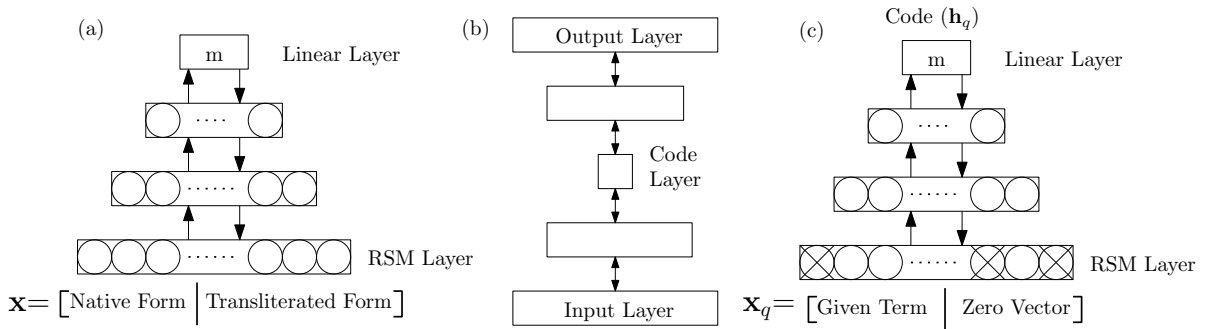 (a)
m
Linear Layer
RSM Layer
x= [Native Form | Transliterated Form]
(b)
Output Layer
Code
Layer
Input Layer
Code (h_q)
(c)
m
Linear Layer
RSM Layer
x_q= [Given Term | Zero Vector]